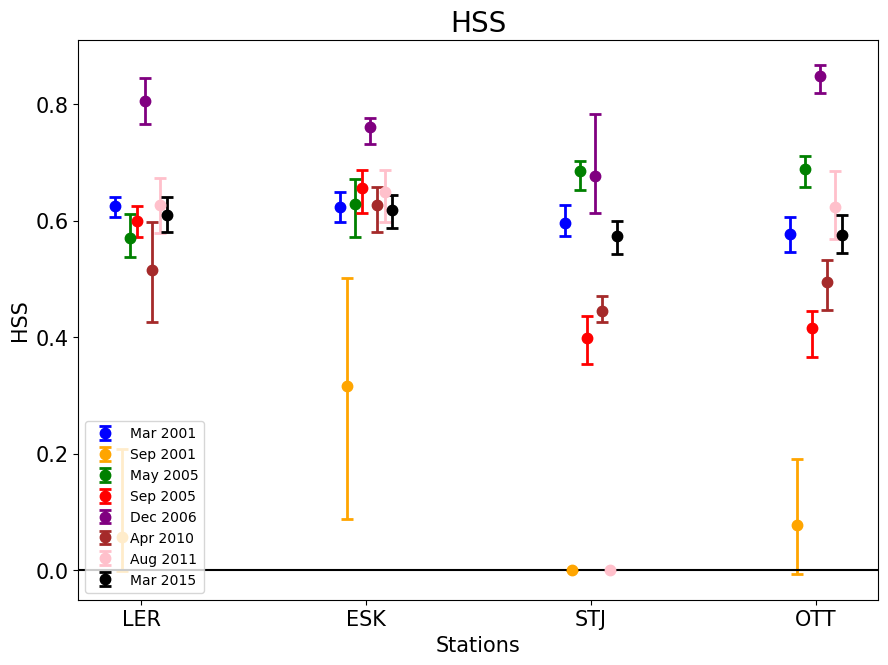 HSS
HSS
0.8
0.6
0.4
0.2
0.0
Mar 2001
Sep 2001
May 2005
Sep 2005
Dec 2006
Apr 2010
Aug 2011
Mar 2015
LER ESK STJ OTT
Stations